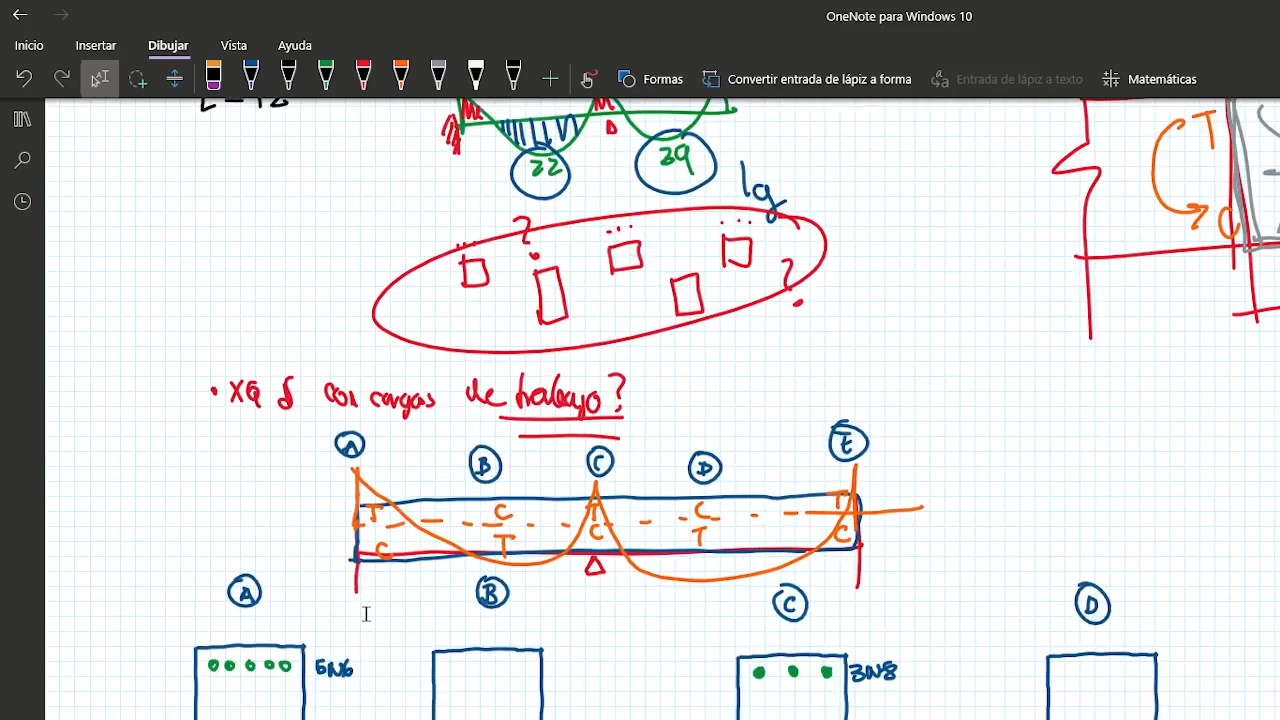 OneNote para Windows 10
Inicio Insertar Dibujar Vista Ayuda
Formas Convertir entrada de lápiz a forma Entrada de lápiz a texto Matemáticas
M M
22 29
Ig
? ?
T
C
• XQ δ con cargas de trabajo?
A B C D E
T C T C T
C T C T C
A B C D
5N6 3N8